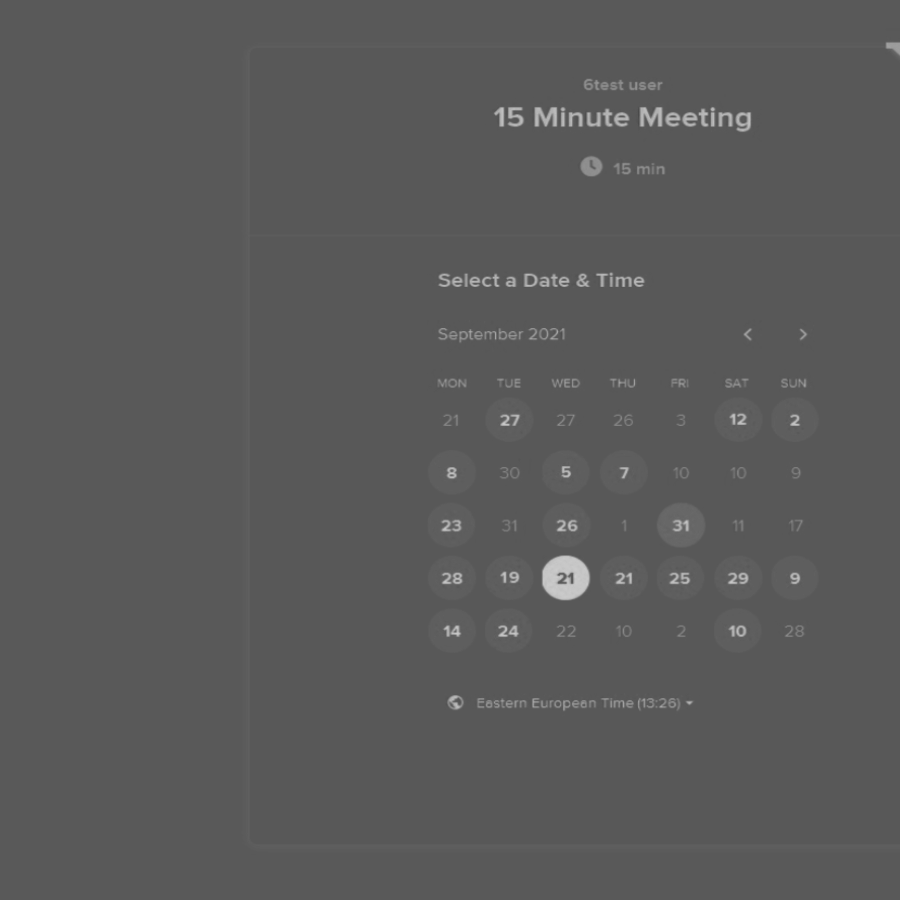 6test user
15 Minute Meeting
15 min
Select a Date & Time
September 2021
MON TUE WED THU FRI SAT SUN
21 27 27 26 3 12 2
8 30 5 7 10 10 9
23 31 26 1 31 11 17
28 19 21 21 25 29 9
14 24 22 10 2 10 28
Eastern European Time (13:26)